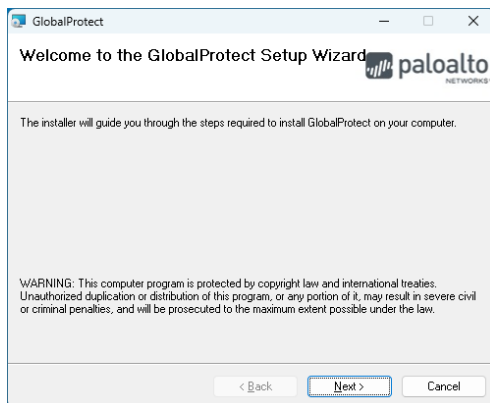 GlobalProtect
Welcome to the GlobalProtect Setup Wizard
paloalto
NETWORKS
The installer will guide you through the steps required to install GlobalProtect on your computer.
WARNING: This computer program is protected by copyright law and international treaties.
Unauthorized duplication or distribution of this program, or any portion of it, may result in severe civil
or criminal penalties, and will be prosecuted to the maximum extent possible under the law.
< Back
Next >
Cancel